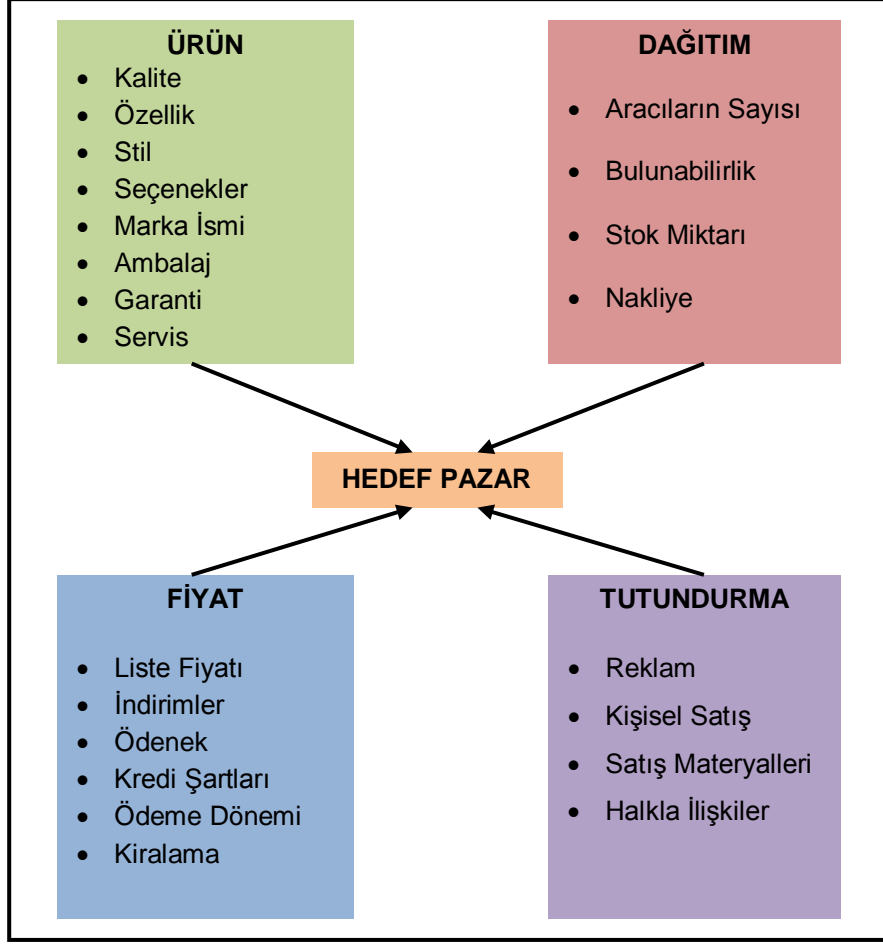 ÜRÜN
• Kalite
• Özellik
• Stil
• Seçenekler
• Marka İsmi
• Ambalaj
• Garanti
• Servis
DAĞITIM
• Aracıların Sayısı
• Bulunabilirlik
• Stok Miktarı
• Nakliye
HEDEF PAZAR
FİYAT
• Liste Fiyatı
• İndirimler
• Ödenek
• Kredi Şartları
• Ödeme Dönemi
• Kiralama
TUTUNDURMA
• Reklam
• Kişisel Satış
• Satış Materyalleri
• Halkla İlişkiler